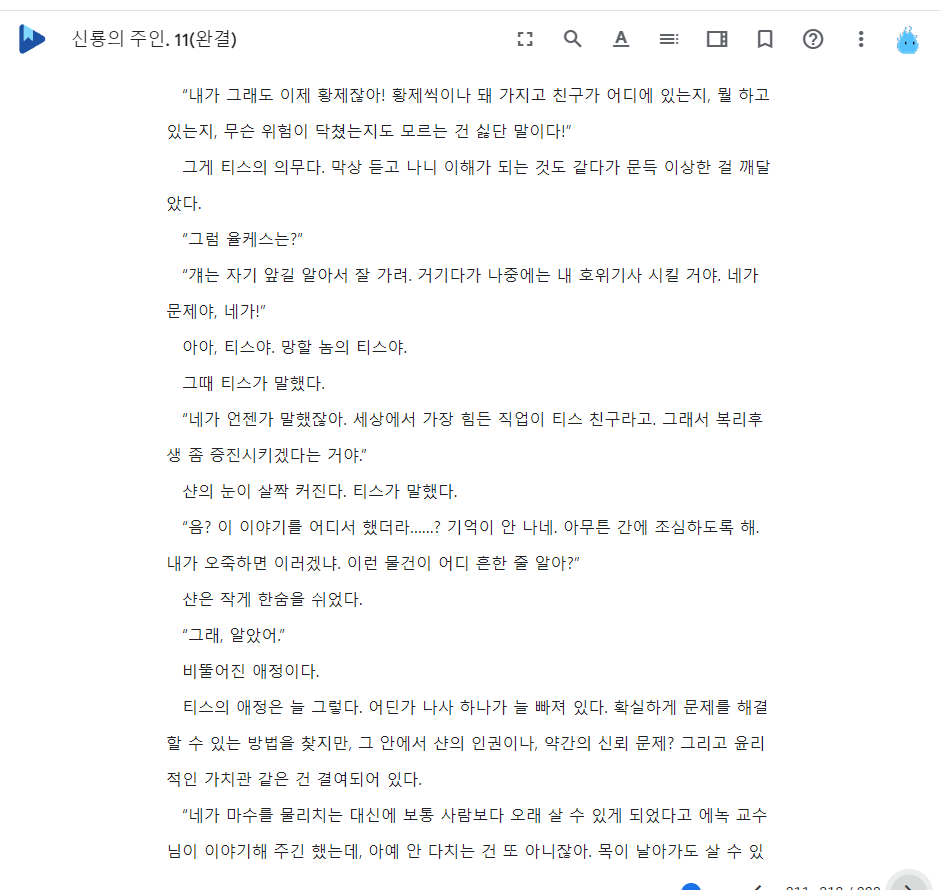 신룡의 주인. 11(완결)
“내가 그래도 이제 황제잖아! 황제씩이나 돼 가지고 친구가 어디에 있는지, 뭘 하고
있는지, 무슨 위험이 닥쳤는지도 모르는 건 싫단 말이다!”
그게 티스의 의무다. 막상 듣고 나니 이해가 되는 것도 같다가 문득 이상한 걸 깨달
았다.
“그럼 율케스는?”
“걔는 자기 앞길 알아서 잘 가려. 거기다가 나중에는 내 호위기사 시킬 거야. 네가
문제야, 네가!”
아아, 티스야. 망할 놈의 티스야.
그때 티스가 말했다.
“네가 언젠가 말했잖아. 세상에서 가장 힘든 직업이 티스 친구라고. 그래서 복리후
생 좀 증진시키겠다는 거야.”
샨의 눈이 살짝 커진다. 티스가 말했다.
“음? 이 이야기를 어디서 했더라……? 기억이 안 나네. 아무튼 간에 조심하도록 해.
내가 오죽하면 이러겠냐. 이런 물건이 어디 흔한 줄 알아?”
샨은 작게 한숨을 쉬었다.
“그래, 알았어.”
비뚤어진 애정이다.
티스의 애정은 늘 그렇다. 어딘가 나사 하나가 늘 빠져 있다. 확실하게 문제를 해결
할 수 있는 방법을 찾지만, 그 안에서 샨의 인권이나, 약간의 신뢰 문제? 그리고 윤리
적인 가치관 같은 건 결여되어 있다.
“네가 마수를 물리치는 대신에 보통 사람보다 오래 살 수 있게 되었다고 에녹 교수
님이 이야기해 주긴 했는데, 아예 안 다치는 건 또 아니잖아. 목이 날아가도 살 수 있